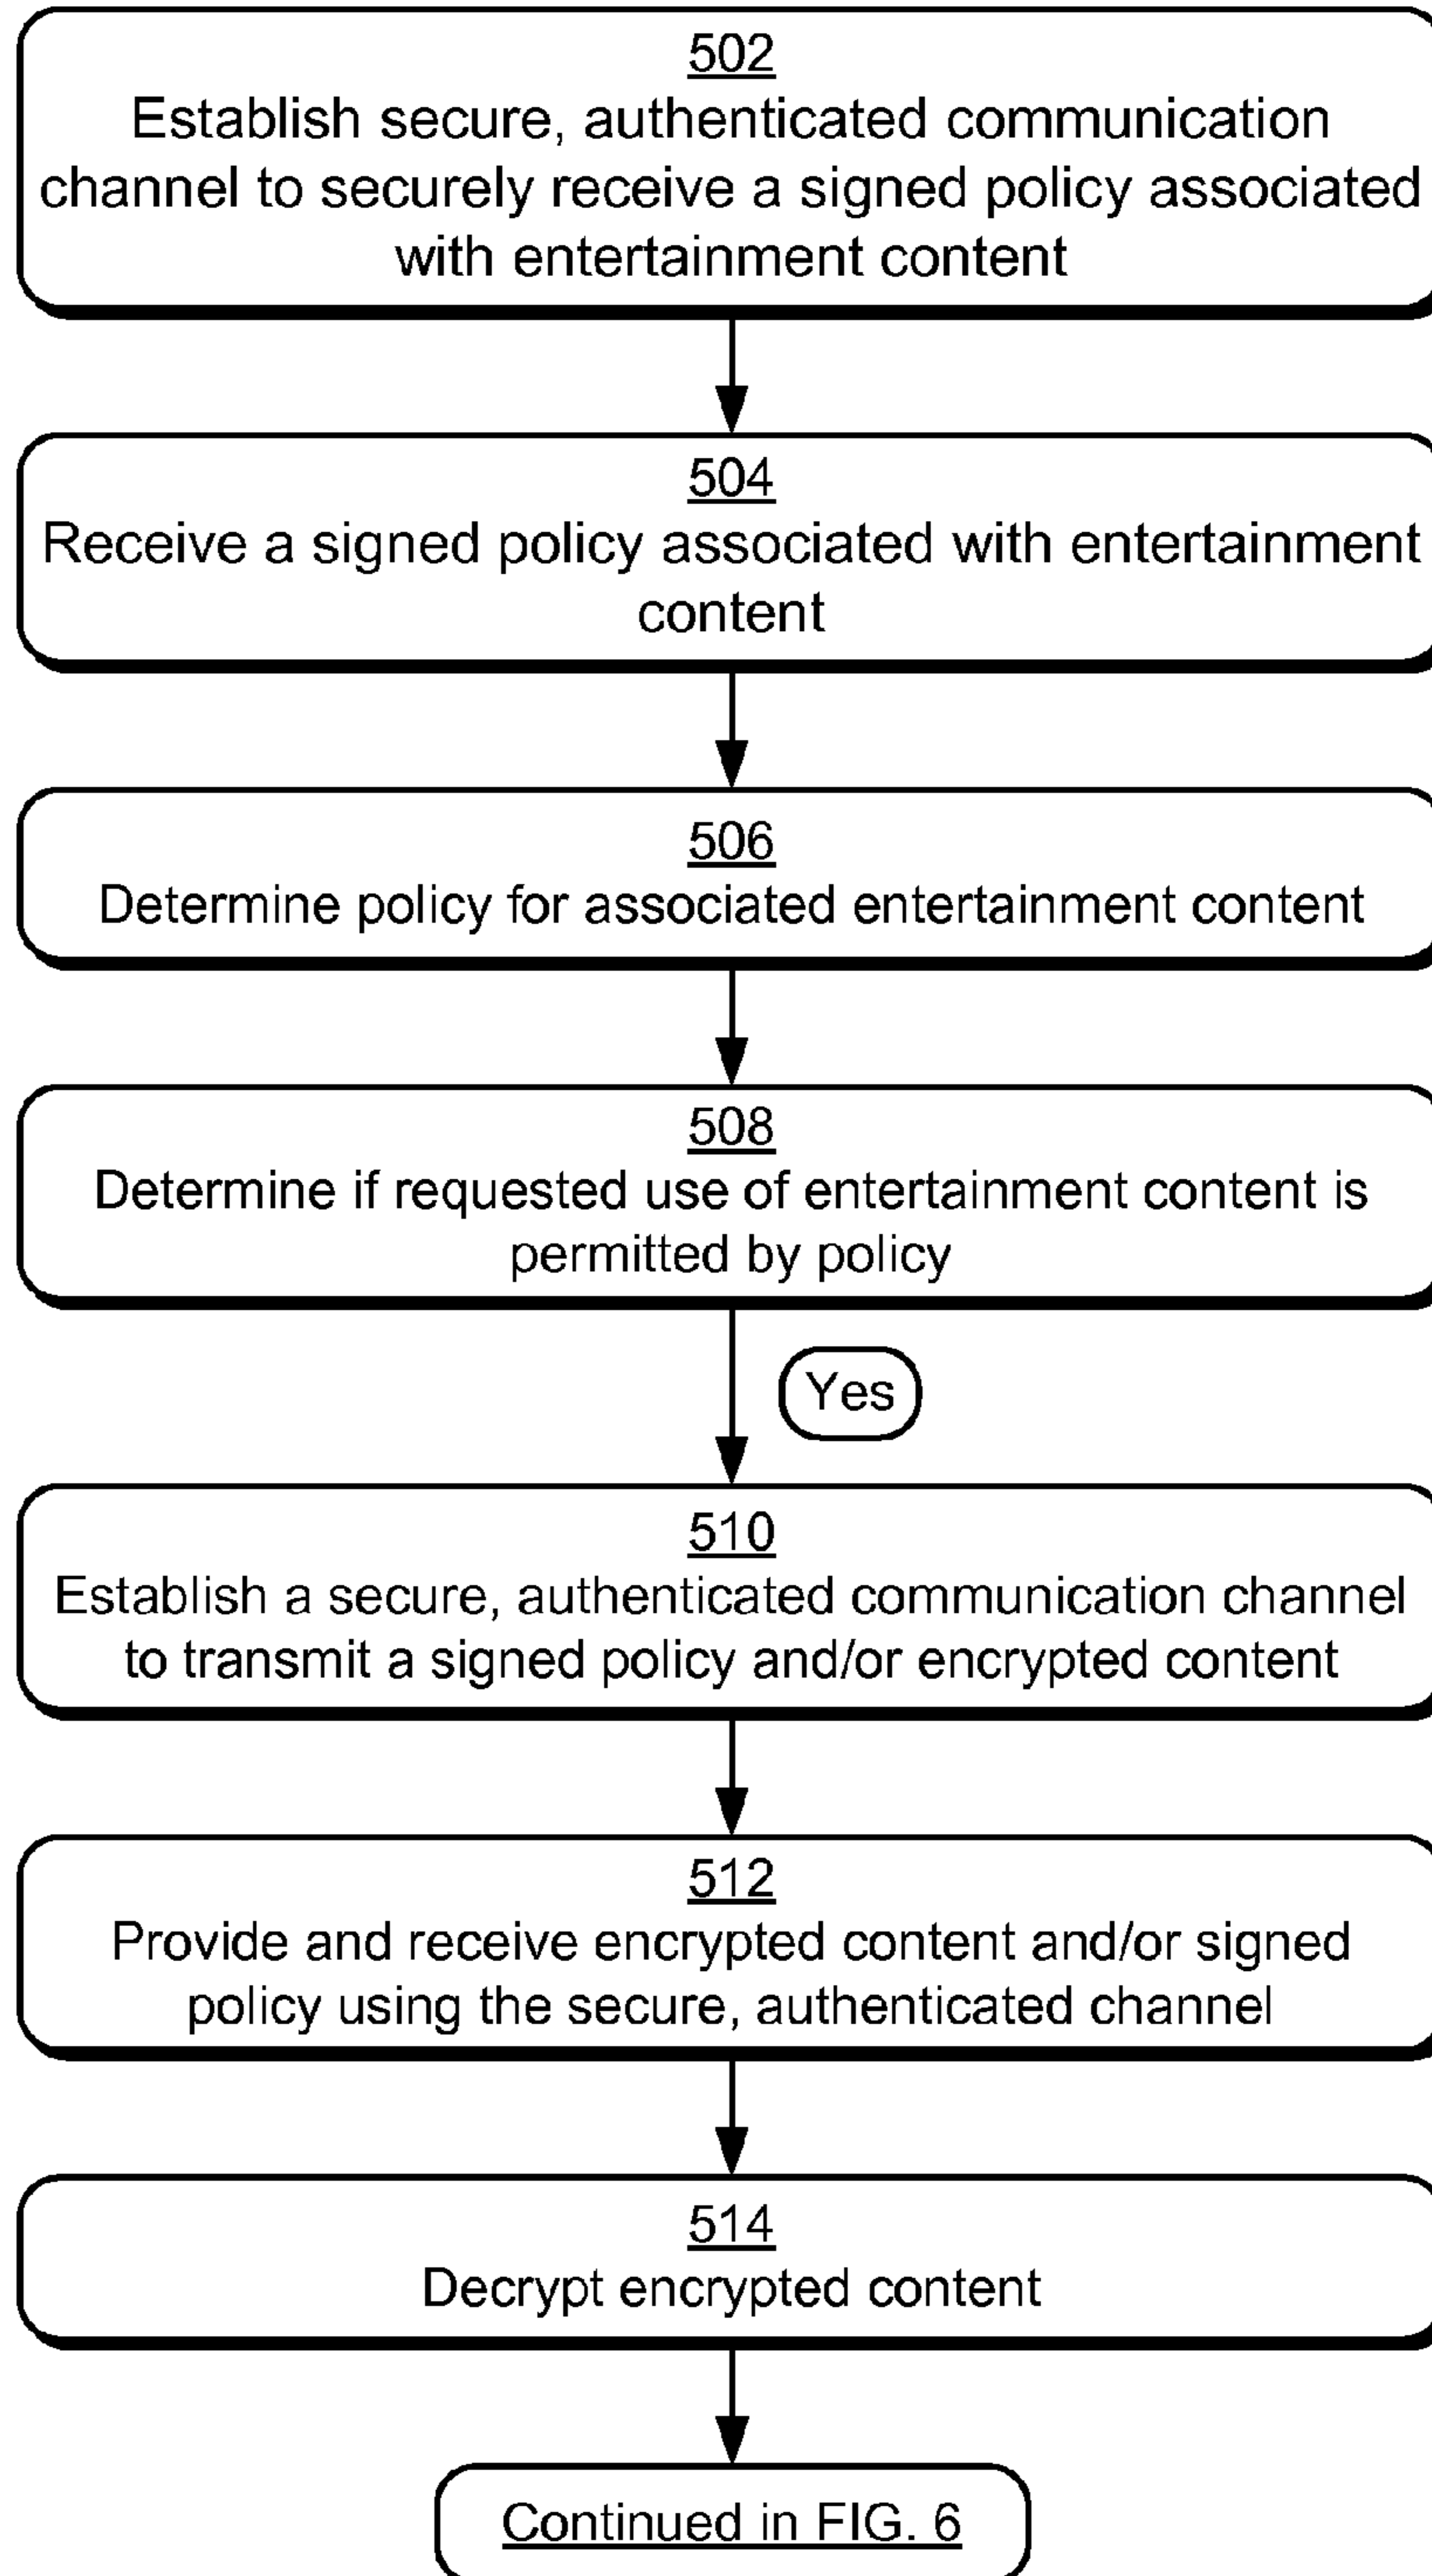 502
Establish secure, authenticated communication
channel to securely receive a signed policy associated
with entertainment content
504
Receive a signed policy associated with entertainment
content
506
Determine policy for associated entertainment content
508
Determine if requested use of entertainment content is
permitted by policy
Yes
510
Establish a secure, authenticated communication channel
to transmit a signed policy and/or encrypted content
512
Provide and receive encrypted content and/or signed
policy using the secure, authenticated channel
514
Decrypt encrypted content
Continued in FIG. 6